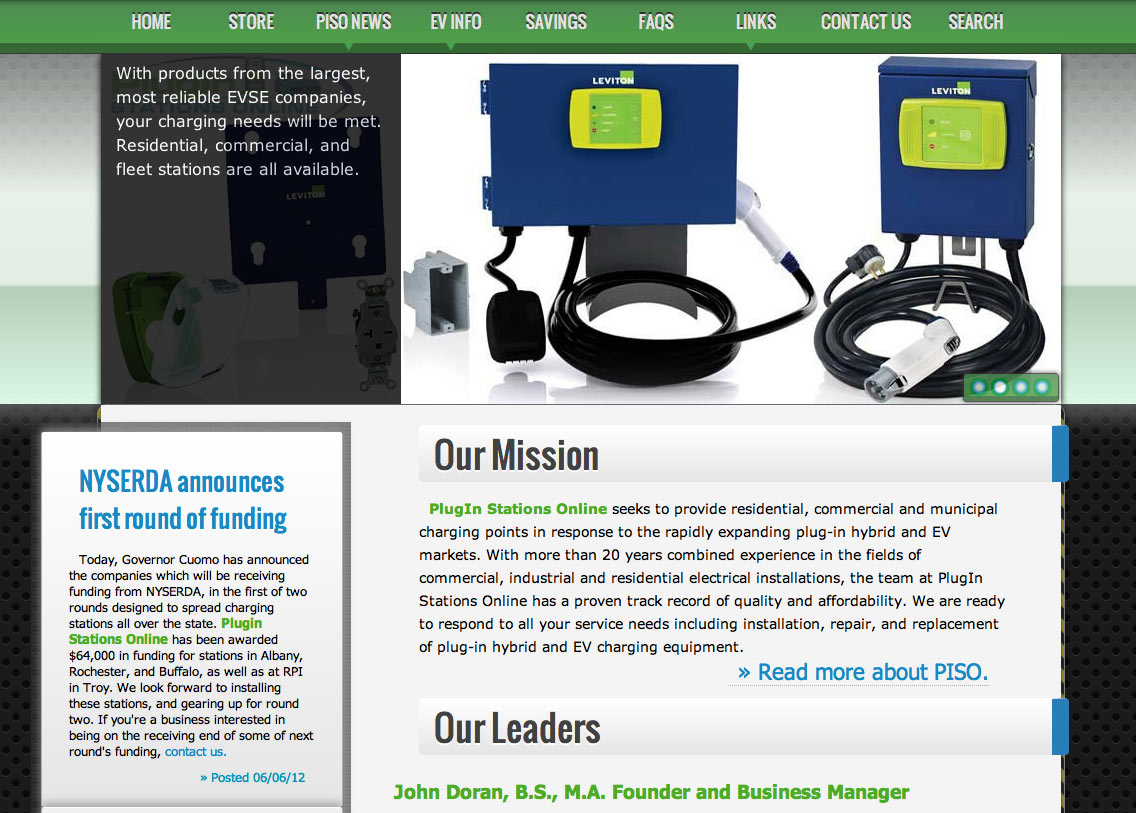 HOME STORE PISO NEWS EV INFO SAVINGS FAQS LINKS CONTACT US SEARCH
With products from the largest,
most reliable EVSE companies,
your charging needs will be met.
Residential, commercial, and
fleet stations are all available.
LEVITON
LEVITON
LEVITON
NYSERDA announces
first round of funding
Today, Governor Cuomo has announced
the companies which will be receiving
funding from NYSERDA, in the first of two
rounds designed to spread charging
stations all over the state. Plugin
Stations Online has been awarded
$64,000 in funding for stations in Albany,
Rochester, and Buffalo, as well as at RPI
in Troy. We look forward to installing
these stations, and gearing up for round
two. If you're a business interested in
being on the receiving end of some of next
round's funding, contact us.
» Posted 06/06/12
Our Mission
PlugIn Stations Online seeks to provide residential, commercial and municipal
charging points in response to the rapidly expanding plug-in hybrid and EV
markets. With more than 20 years combined experience in the fields of
commercial, industrial and residential electrical installations, the team at PlugIn
Stations Online has a proven track record of quality and affordability. We are ready
to respond to all your service needs including installation, repair, and replacement
of plug-in hybrid and EV charging equipment.
» Read more about PISO.
Our Leaders
John Doran, B.S., M.A. Founder and Business Manager